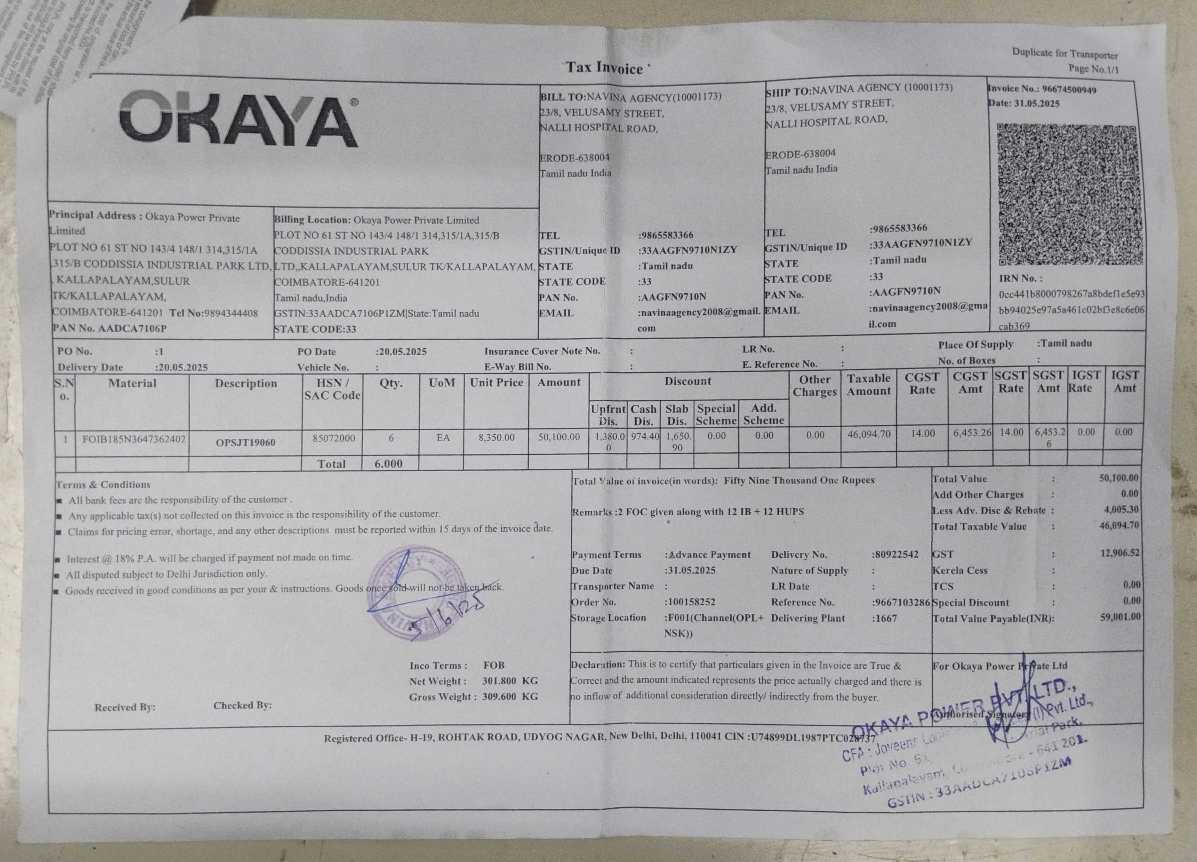 Duplicate for Transporter
Page No.1/1
Tax Invoice
OKAYA®
BILL TO:NAVINA AGENCY(10001173)
23/8, VELUSAMY STREET,
NALLI HOSPITAL ROAD,
ERODE-638004
Tamil nadu India
TEL :9865583366
GSTIN/Unique ID :33AAGFN9710N1ZY
STATE :Tamil nadu
STATE CODE :33
PAN No. :AAGFN9710N
EMAIL :navinaagency2008@gmail.
com
SHIP TO:NAVINA AGENCY (10001173)
23/8, VELUSAMY STREET,
NALLI HOSPITAL ROAD,
ERODE-638004
Tamil nadu India
TEL :9865583366
GSTIN/Unique ID :33AAGFN9710N1ZY
STATE :Tamil nadu
STATE CODE :33
PAN No. :AAGFN9710N
EMAIL :navinaagency2008@gma
il.com
Invoice No.: 96674500949
Date: 31.05.2025
IRN No. :
0cc441b8000798267a8bdef1e5e93
bb94025e97a5a461c02bf3e8c6e06
cab369
Principal Address : Okaya Power Private
Limited
PLOT NO 61 ST NO 143/4 148/1 314,315/1A
,315/B CODDISSIA INDUSTRIAL PARK LTD,
, KALLAPALAYAM,SULUR
TK/KALLAPALAYAM,
COIMBATORE-641201 Tel No:9894344408
PAN No. AADCA7106P
Billing Location: Okaya Power Private Limited
PLOT NO 61 ST NO 143/4 148/1 314,315/1A,315/B
CODDISSIA INDUSTRIAL PARK
LTD,,KALLAPALAYAM,SULUR TK/KALLAPALAYAM,
COIMBATORE-641201
Tamil nadu,India
GSTIN:33AADCA7106P1ZM|State:Tamil nadu
STATE CODE:33
PO No. :1 PO Date :20.05.2025 Insurance Cover Note No. : LR No. : Place Of Supply :Tamil nadu
Delivery Date :20.05.2025 Vehicle No. : E-Way Bill No. : E. Reference No. : No. of Boxes :
S.N o. Material Description HSN / SAC Code Qty. UoM Unit Price Amount Discount Other Charges Taxable Amount CGST Rate CGST Amt SGST Rate SGST Amt IGST Rate IGST Amt
Upfrnt Dis. Cash Dis. Slab Dis. Special Scheme Add. Scheme
1 FOIB185N3647362402 OPSJT19060 85072000 6 EA 8,350.00 50,100.00 1,380.0 0 974.40 1,650. 90 0.00 0.00 0.00 46,094.70 14.00 6,453.26 14.00 6,453.2 6 0.00 0.00
Total 6.000
Terms & Conditions
All bank fees are the responsibility of the customer .
Any applicable tax(s) not collected on this invoice is the responsibility of the customer.
Claims for pricing error, shortage, and any other descriptions must be reported within 15 days of the invoice date.
Interest @ 18% P.A. will be charged if payment not made on time.
All disputed subject to Delhi Jurisdiction only.
Goods received in good conditions as per your & instructions. Goods once sold will not be taken back.
5/6/25
Inco Terms : FOB
Net Weight : 301.800 KG
Gross Weight : 309.600 KG
Received By: Checked By:
Total Value of invoice(in words): Fifty Nine Thousand One Rupees
Remarks :2 FOC given along with 12 IB + 12 HUPS
Payment Terms :Advance Payment Delivery No. :80922542
Due Date :31.05.2025 Nature of Supply :
Transporter Name : LR Date :
Order No. :100158252 Reference No. :9667103286
Storage Location :F001(Channel(OPL+ Delivering Plant :1667
NSK))
Total Value : 50,100.00
Add Other Charges : 0.00
Less Adv. Disc & Rebate : 4,005.30
Total Taxable Value : 46,094.70
GST : 12,906.52
Kerela Cess :
TCS : 0.00
Special Discount : 0.00
Total Value Payable(INR): 59,001.00
Declaration: This is to certify that particulars given in the Invoice are True &
Correct and the amount indicated represents the price actually charged and there is
no inflow of additional consideration directly/ indirectly from the buyer.
For Okaya Power Private Ltd
Authorised Signatory
OKAYA POWER PVT. LTD.,
CFA : (I) Pvt. Ltd.,
Plot No. 61, Park,
Kallapalayam, 641 201.
GSTIN : 33AADCA7106P1ZM
Registered Office- H-19, ROHTAK ROAD, UDYOG NAGAR, New Delhi, Delhi, 110041 CIN :U74899DL1987PTC028737